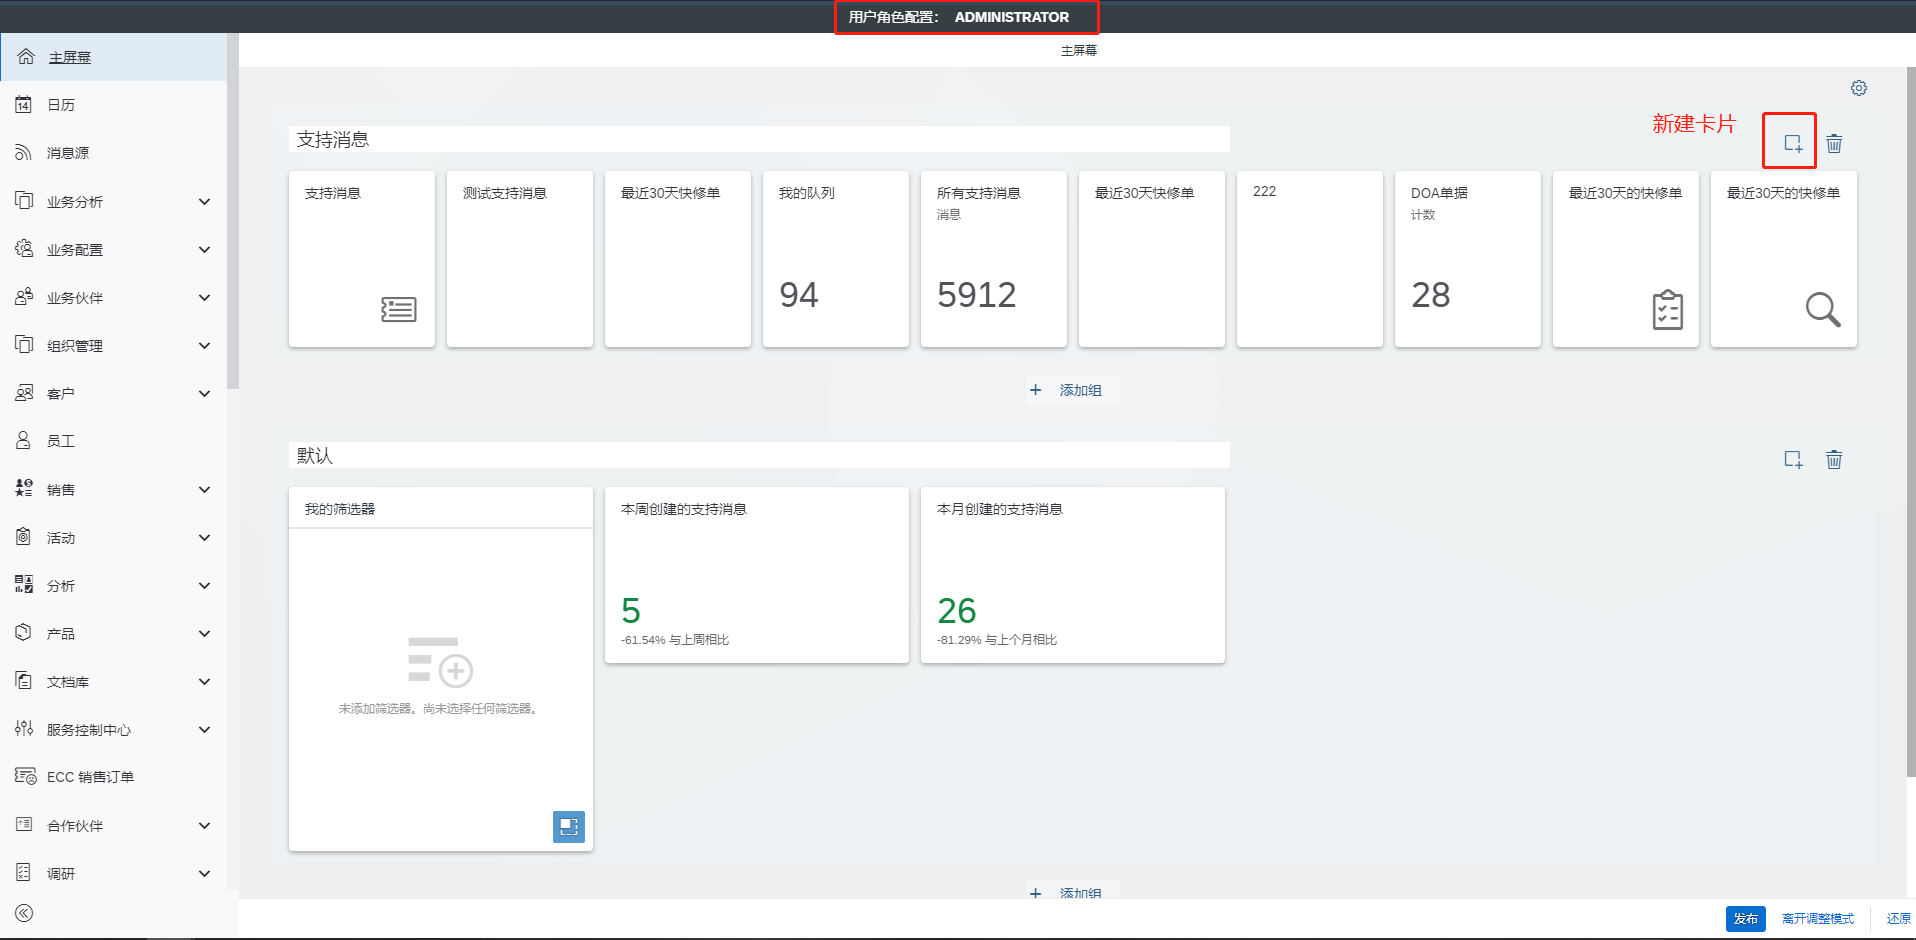 用户角色配置： ADMINISTRATOR
主屏幕
主屏幕
14
日历
消息源
业务分析
业务配置
业务伙伴
组织管理
客户
员工
销售
活动
分析
产品
文档库
服务控制中心
ECC 销售订单
合作伙伴
调研
支持消息
新建卡片
支持消息
测试支持消息
最近30天快修单
我的队列
94
所有支持消息
消息
5912
最近30天快修单
222
DOA单据
计数
28
最近30天的快修单
最近30天的快修单
+ 添加组
默认
我的筛选器
未添加筛选器。尚未选择任何筛选器。
本周创建的支持消息
5
-61.54% 与上周相比
本月创建的支持消息
26
-81.29% 与上个月相比
+ 添加组
发布 离开调整模式 还原